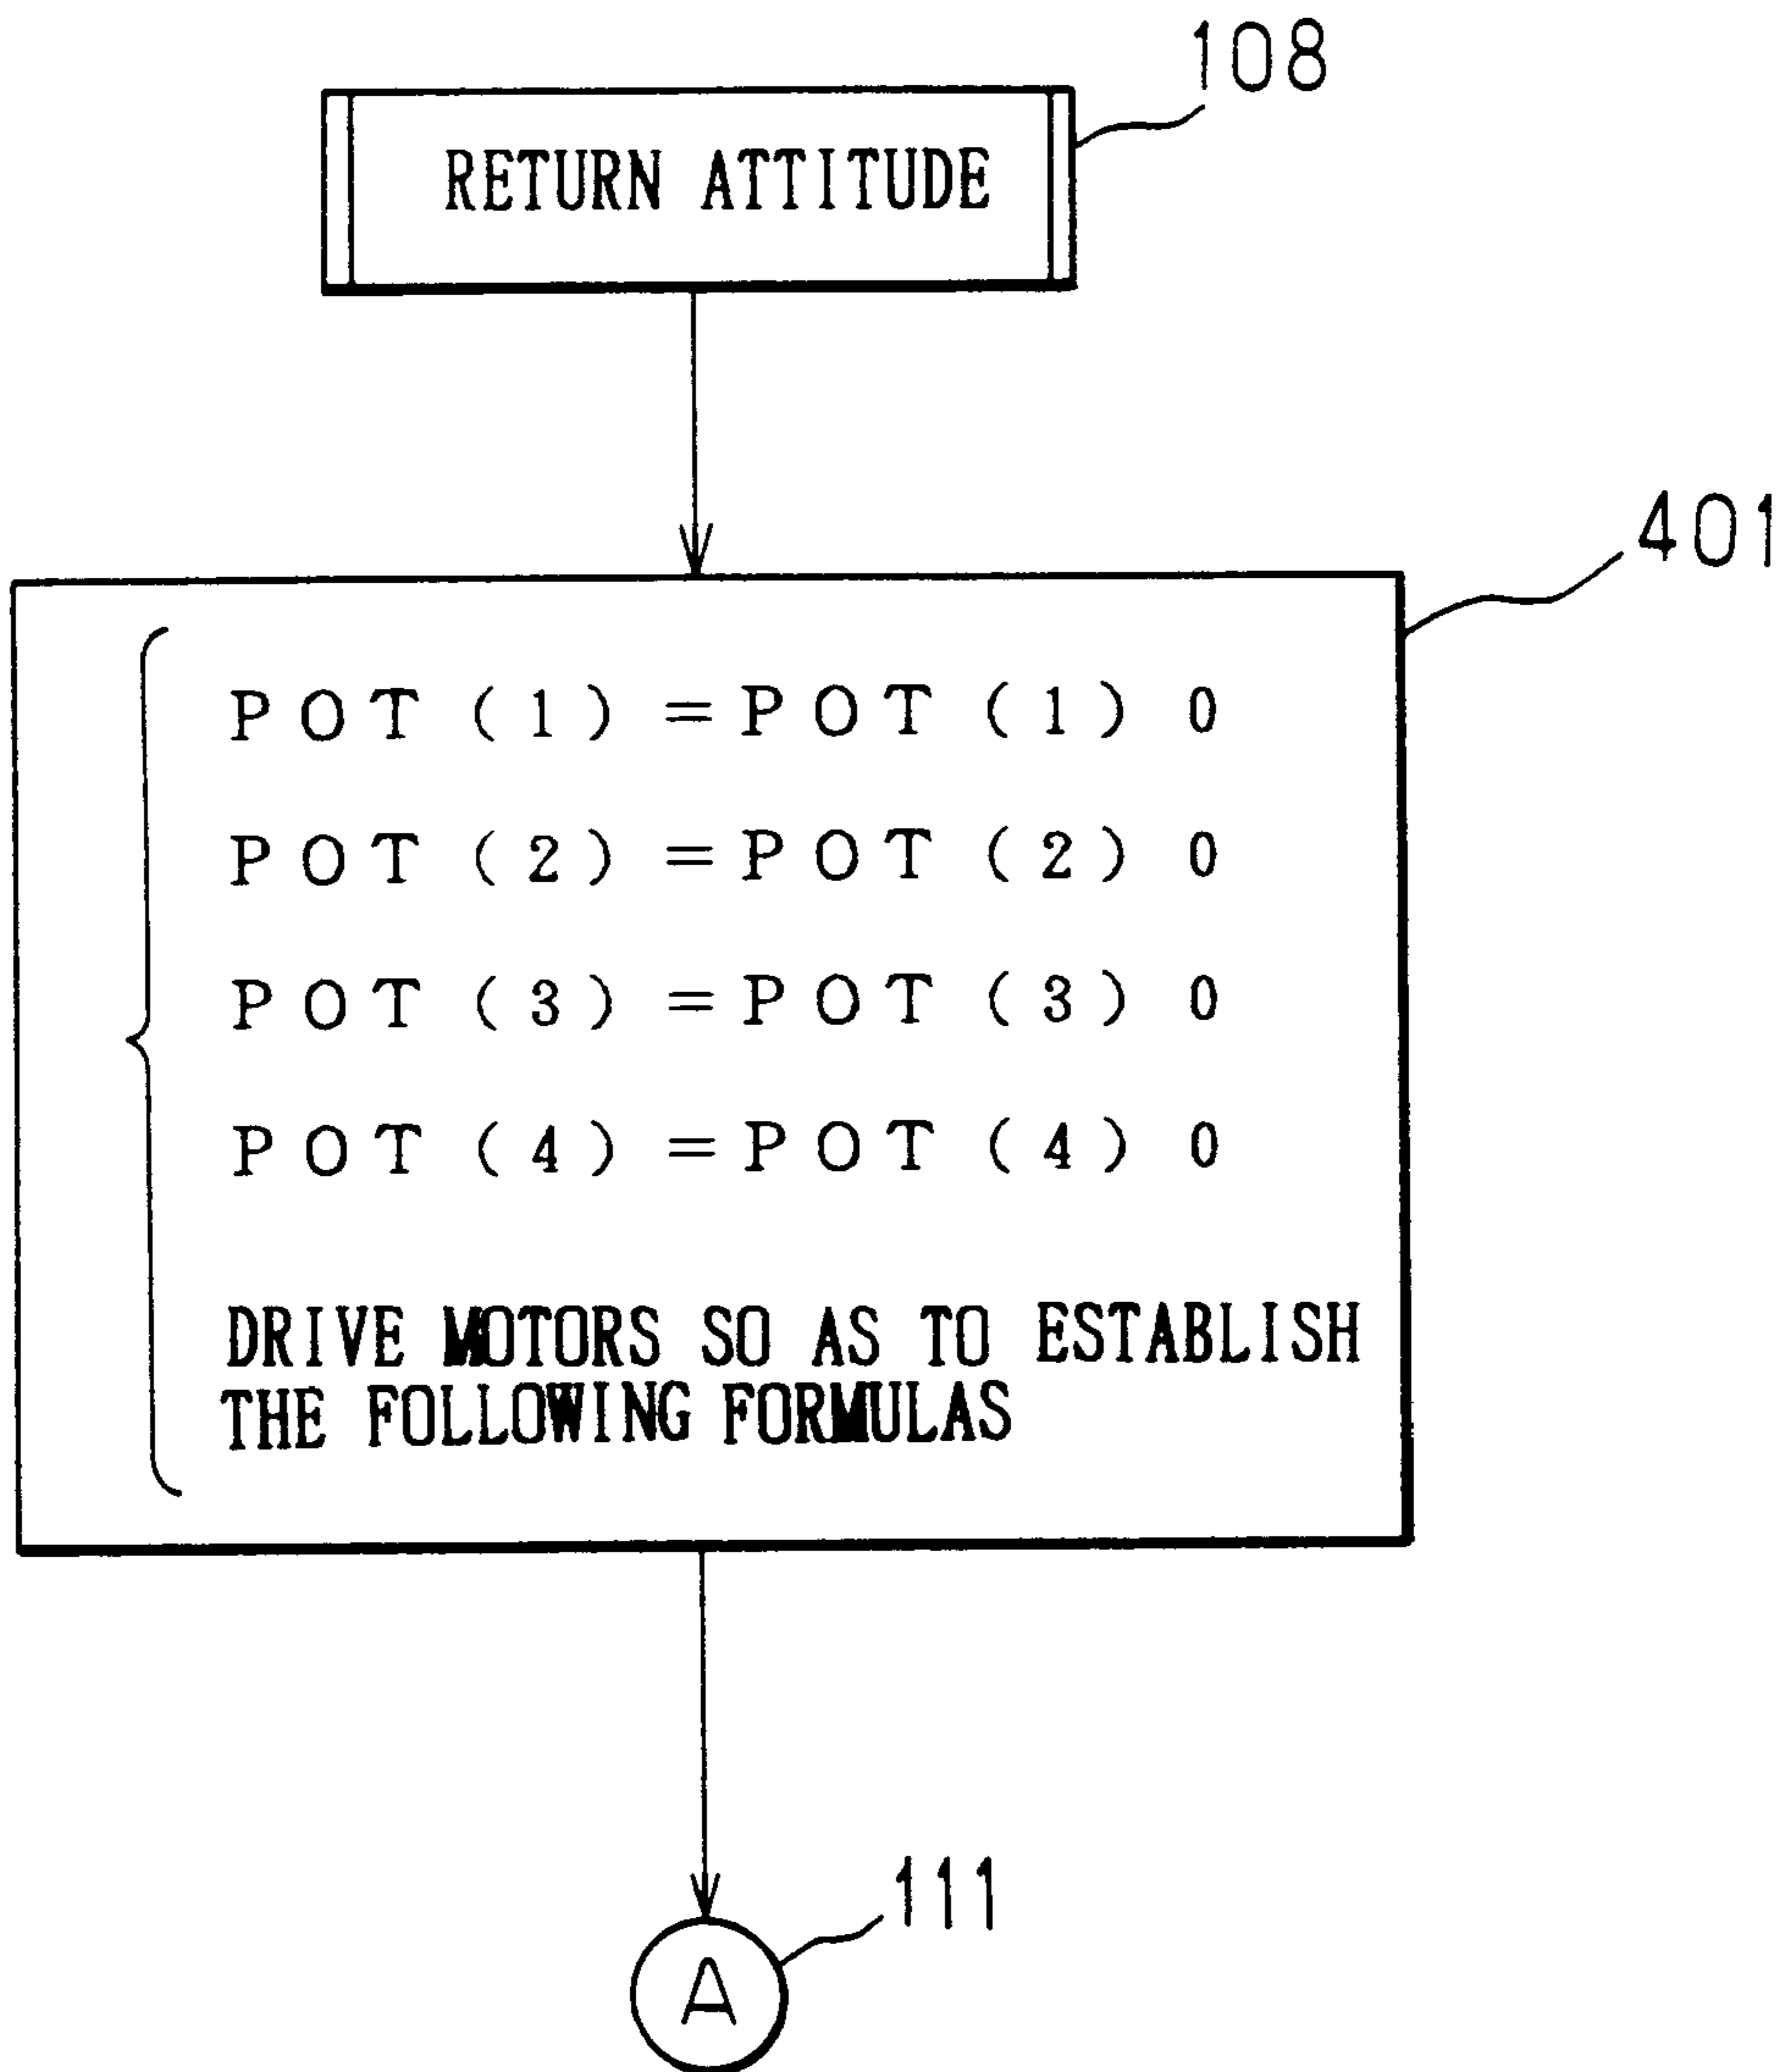 108
RETURN ATTITUDE
401
POT (1) =POT (1) 0
POT (2) =POT (2) 0
POT (3) =POT (3) 0
POT (4) =POT (4) 0
DRIVE MOTORS SO AS TO ESTABLISH
THE FOLLOWING FORMULAS
111
A